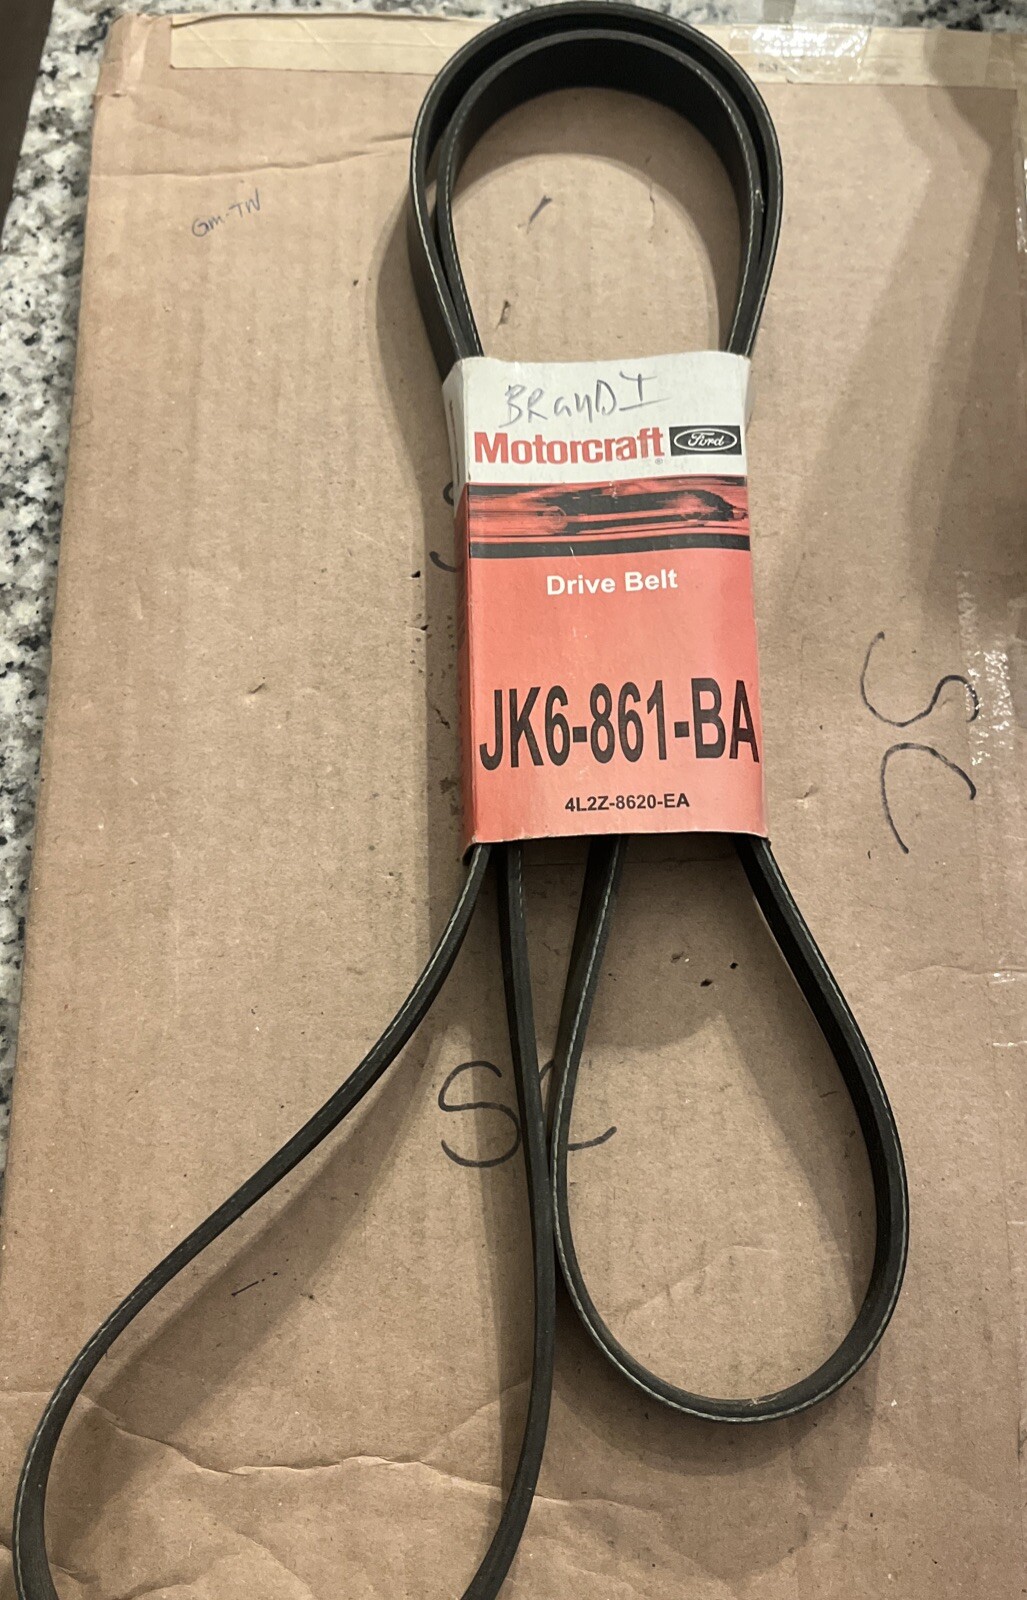 Gm-TW
BRanDI
Motorcraft Ford
Drive Belt
JK6-861-BA
4L2Z-8620-EA
SC
SC